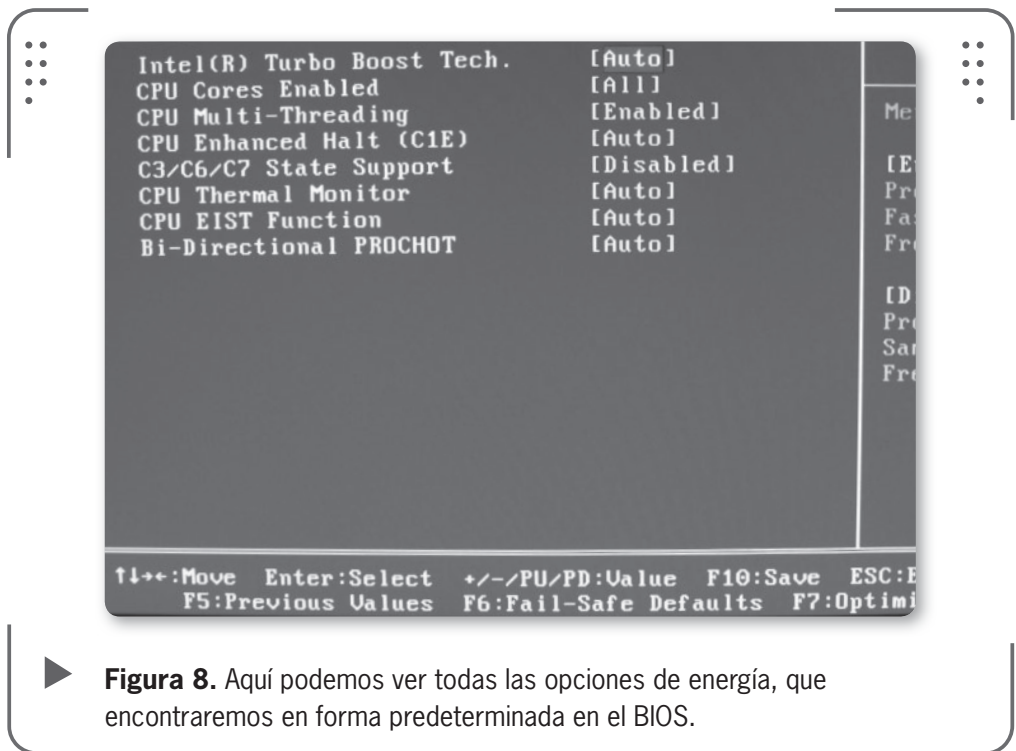 Intel(R) Turbo Boost Tech. [Auto]
CPU Cores Enabled [All]
CPU Multi-Threading [Enabled]
CPU Enhanced Halt (C1E) [Auto]
C3/C6/C7 State Support [Disabled]
CPU Thermal Monitor [Auto]
CPU EIST Function [Auto]
Bi-Directional PROCHOT [Auto]
↑↓→←:Move Enter:Select +/-/PU/PD:Value F10:Save
F5:Previous Values F6:Fail-Safe Defaults
Figura 8. Aquí podemos ver todas las opciones de energía, que
encontraremos en forma predeterminada en el BIOS.